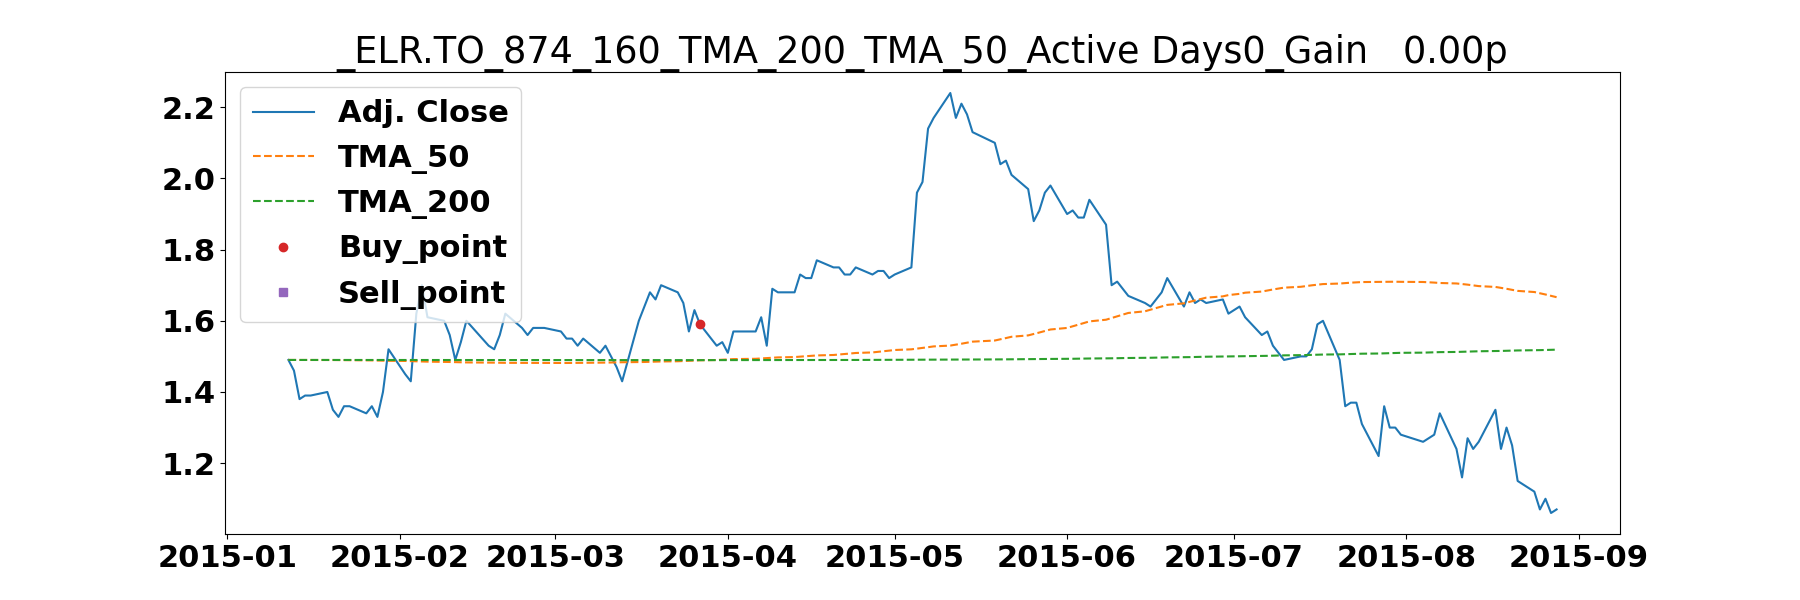 _ELR.TO_874_160_TMA_200_TMA_50_Active Days0_Gain   0.00p
Adj. Close
TMA_50
TMA_200
Buy_point
Sell_point
2.2
2.0
1.8
1.6
1.4
1.2
2015-01 2015-02 2015-03 2015-04 2015-05 2015-06 2015-07 2015-08 2015-09